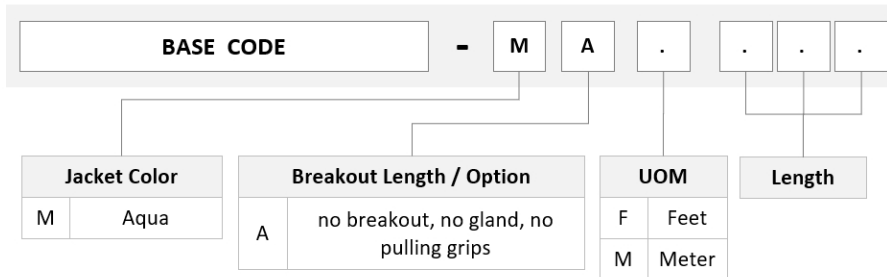 BASE CODE - M A . . . .
Jacket Color
M Aqua
Breakout Length / Option
A no breakout, no gland, no
pulling grips
UOM
F Feet
M Meter
Length